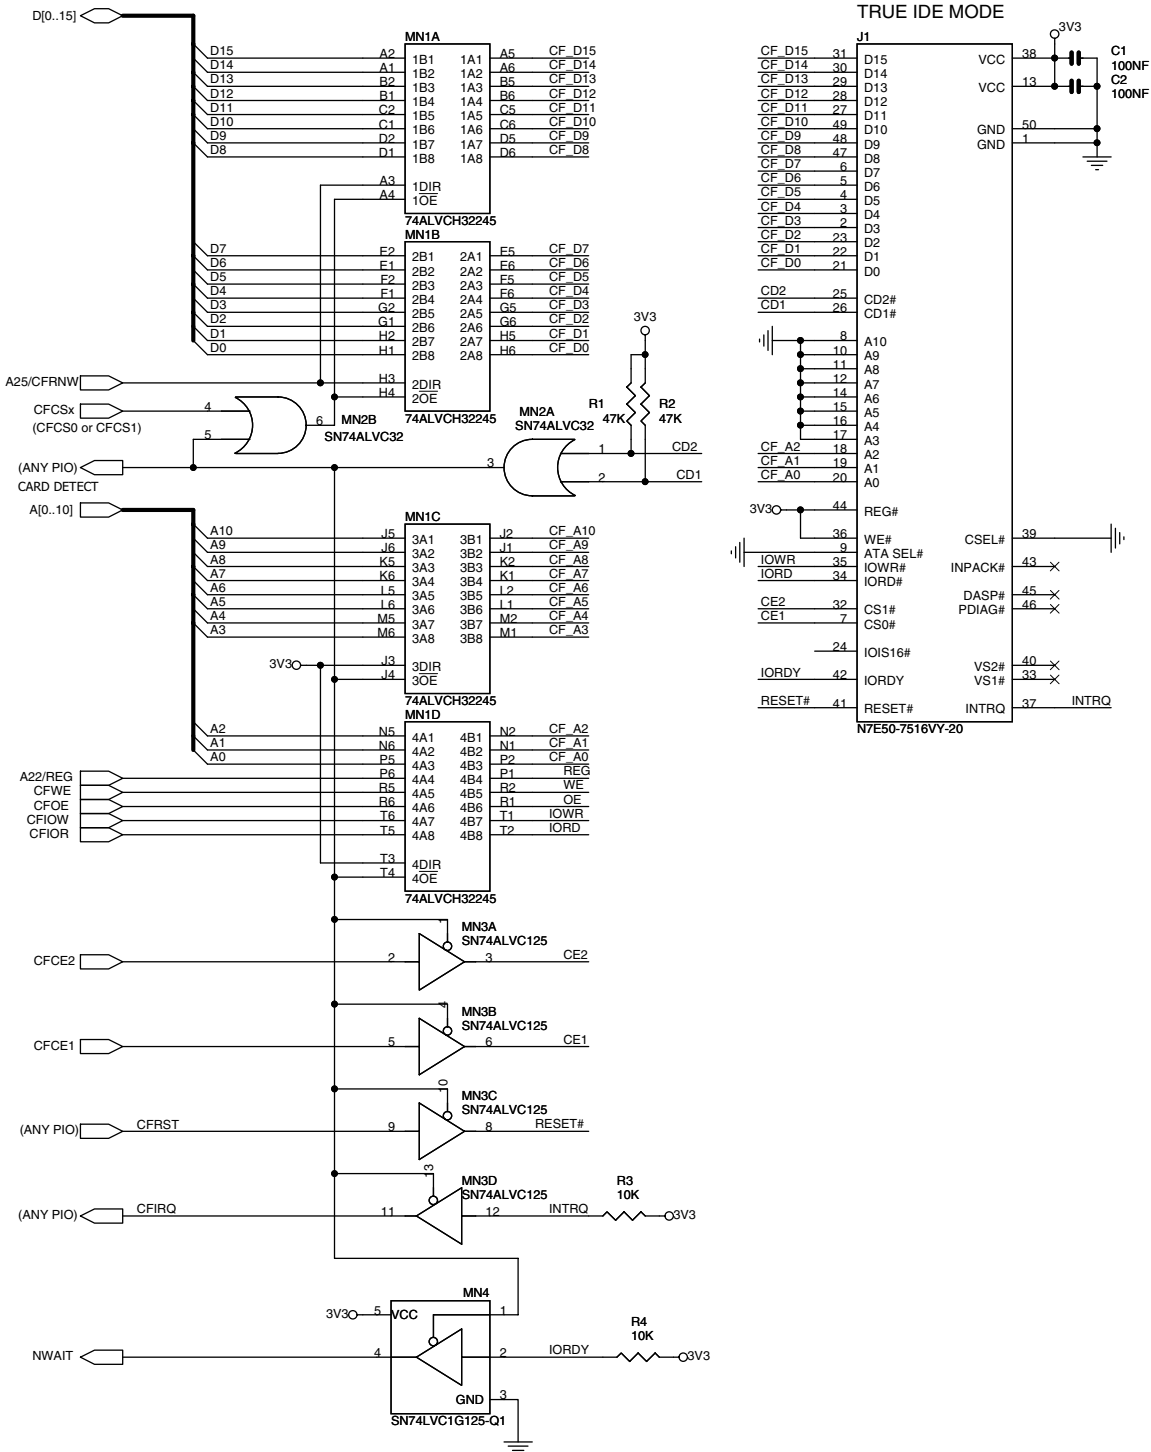 TRUE IDE MODE
D[0..15]
MN1A
D15 A2 1B1 1A1 A5 CF_D15
D14 A1 1B2 1A2 A6 CF_D14
D13 B2 1B3 1A3 B5 CF_D13
D12 B1 1B4 1A4 B6 CF_D12
D11 C2 1B5 1A5 C5 CF_D11
D10 C1 1B6 1A6 C6 CF_D10
D9 D2 1B7 1A7 D5 CF_D9
D8 D1 1B8 1A8 D6 CF_D8
A3 1DIR
A4 1OE
74ALVCH32245
MN1B
D7 E2 2B1 2A1 E5 CF_D7
D6 E1 2B2 2A2 E6 CF_D6
D5 F2 2B3 2A3 F5 CF_D5
D4 F1 2B4 2A4 F6 CF_D4
D3 G2 2B5 2A5 G5 CF_D3
D2 G1 2B6 2A6 G6 CF_D2
D1 H2 2B7 2A7 H5 CF_D1
D0 H1 2B8 2A8 H6 CF_D0
A25/CFRNW H3 2DIR
H4 2OE
74ALVCH32245
CFCSx 4
(CFCS0 or CFCS1)
5 6 MN2B
SN74ALVC32
3V3
R1 47K
R2 47K
MN2A
SN74ALVC32
1 CD2
2 CD1
3
(ANY PIO)
CARD DETECT
A[0..10]
MN1C
A10 J5 3A1 3B1 J2 CF_A10
A9 J6 3A2 3B2 J1 CF_A9
A8 K5 3A3 3B3 K2 CF_A8
A7 K6 3A4 3B4 K1 CF_A7
A6 L5 3A5 3B5 L2 CF_A6
A5 L6 3A6 3B6 L1 CF_A5
A4 M5 3A7 3B7 M2 CF_A4
A3 M6 3A8 3B8 M1 CF_A3
3V3 J3 3DIR
J4 3OE
74ALVCH32245
MN1D
A2 N5 4A1 4B1 N2 CF_A2
A1 N6 4A2 4B2 N1 CF_A1
A0 P5 4A3 4B3 P2 CF_A0
A22/REG P6 4A4 4B4 P1 REG
CFWE R5 4A5 4B5 R2 WE
CFOE R6 4A6 4B6 R1 OE
CFIOW T6 4A7 4B7 T1 IOWR
CFIOR T5 4A8 4B8 T2 IORD
T3 4DIR
T4 4OE
74ALVCH32245
1 MN3A
SN74ALVC125
CFCE2 2 3 CE2
4 MN3B
SN74ALVC125
CFCE1 5 6 CE1
10 MN3C
SN74ALVC125
(ANY PIO) CFRST 9 8 RESET#
13 MN3D
SN74ALVC125
R3
10K
(ANY PIO) CFIRQ 11 12 INTRQ 3V3
MN4
3V3 5 VCC 1
R4
10K
NWAIT 4 2 IORDY 3V3
GND 3
SN74LVC1G125-Q1
J1
CF_D15 31 D15
CF_D14 30 D14
CF_D13 29 D13
CF_D12 28 D12
CF_D11 27 D11
CF_D10 49 D10
CF_D9 48 D9
CF_D8 47 D8
CF_D7 6 D7
CF_D6 5 D6
CF_D5 4 D5
CF_D4 3 D4
CF_D3 2 D3
CF_D2 23 D2
CF_D1 22 D1
CF_D0 21 D0
CD2 25 CD2#
CD1 26 CD1#
8 A10
10 A9
11 A8
12 A7
14 A6
15 A5
16 A4
17 A3
CF_A2 18 A2
CF_A1 19 A1
CF_A0 20 A0
3V3 44 REG#
36 WE#
9 ATA SEL#
IOWR 35 IOWR#
IORD 34 IORD#
CE2 32 CS1#
CE1 7 CS0#
24 IOIS16#
IORDY 42 IORDY
RESET# 41 RESET#
3V3
VCC 38 C1
100NF
VCC 13 C2
100NF
GND 50
GND 1
CSEL# 39
INPACK# 43
DASP# 45
PDIAG# 46
VS2# 40
VS1# 33
INTRQ 37 INTRQ
N7E50-7516VY-20